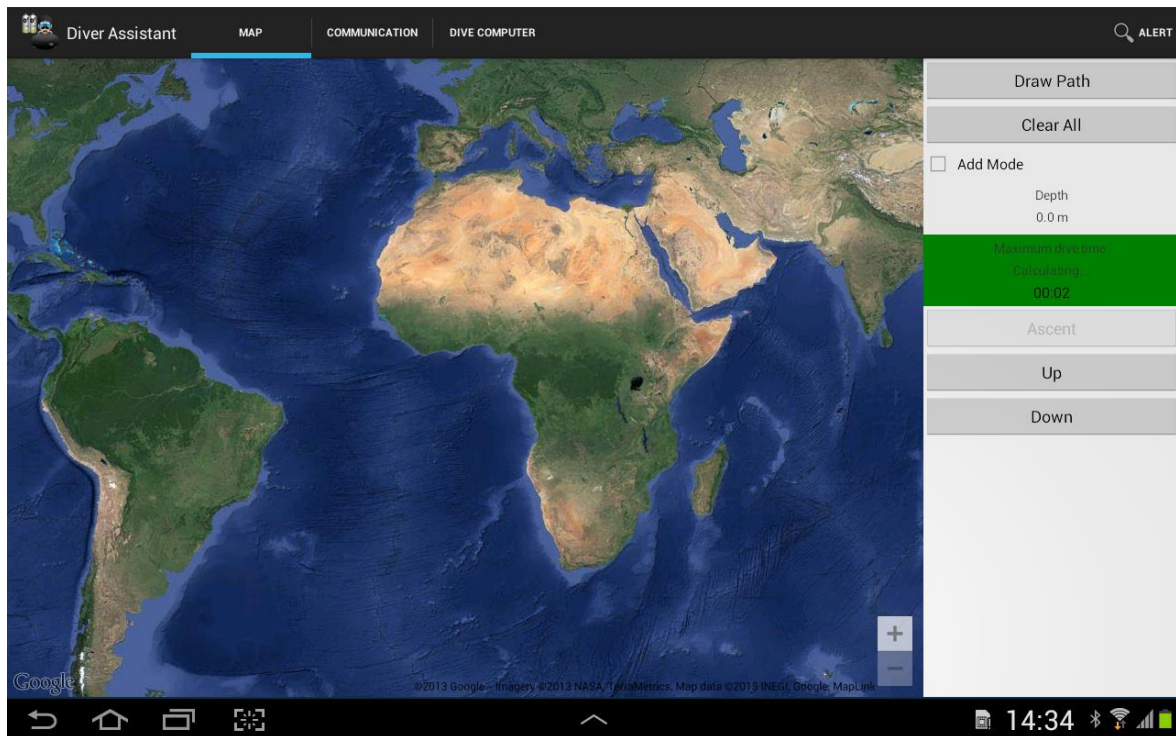 Diver Assistant
MAP
COMMUNICATION
DIVE COMPUTER
ALERT
Draw Path
Clear All
Add Mode
Depth
0.0 m
Maximum dive time:
Calculating...
00:02
Ascent
Up
Down
+
−
Google
©2013 Google - Imagery ©2013 NASA, TerraMetrics, Map data ©2013 INEGI, Google, MapLink
14:34